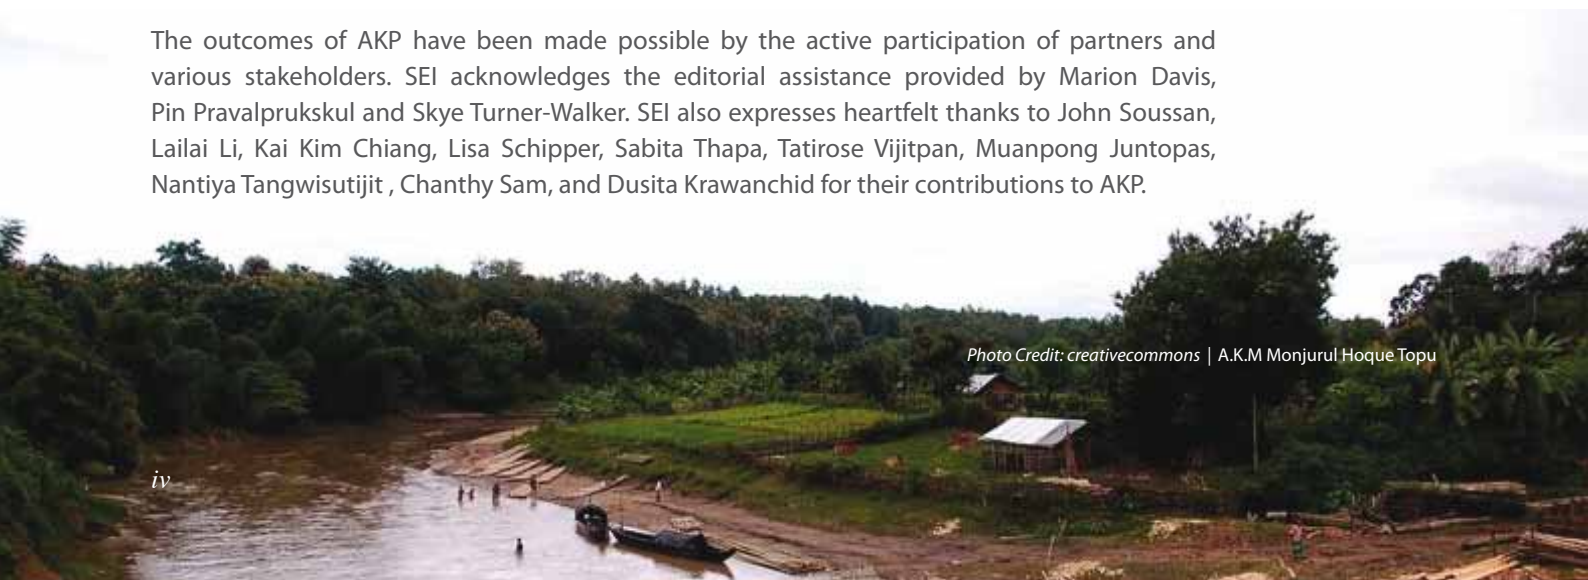 The outcomes of AKP have been made possible by the active participation of partners and
various stakeholders. SEI acknowledges the editorial assistance provided by Marion Davis,
Pin Pravalprukskul and Skye Turner-Walker. SEI also expresses heartfelt thanks to John Soussan,
Lailai Li, Kai Kim Chiang, Lisa Schipper, Sabita Thapa, Tatirose Vijitpan, Muanpong Juntopas,
Nantiya Tangwisutijit , Chanthy Sam, and Dusita Krawanchid for their contributions to AKP.
Photo Credit: creativecommons | A.K.M Monjurul Hoque Topu
iv